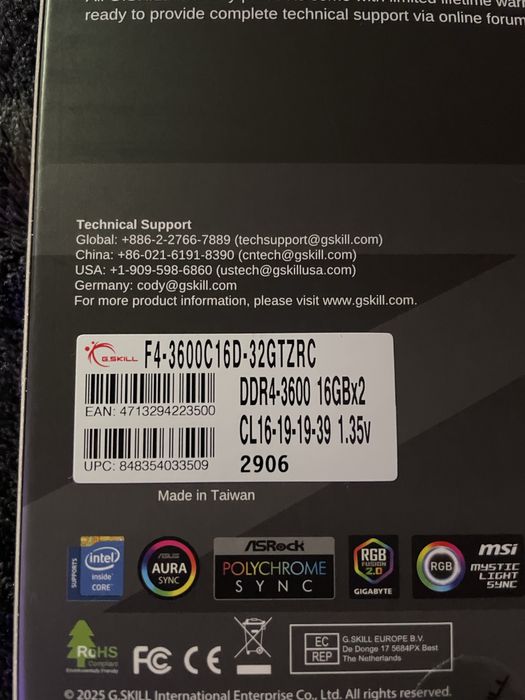 ready to provide complete technical support via online forum
Technical Support
Global: +886-2-2766-7889 (techsupport@gskill.com)
China: +86-021-6191-8390 (cntech@gskill.com)
USA: +1-909-598-6860 (ustech@gskillusa.com)
Germany: cody@gskill.com
For more product information, please visit www.gskill.com.
G.SKILL F4-3600C16D-32GTZRC
DDR4-3600 16GBx2
EAN: 4713294223500
CL16-19-19-39 1.35v
UPC: 848354033509
2906
Made in Taiwan
SUPPORTS
intel
inside
CORE
ASUS
AURA
SYNC
ASRock
POLYCHROME
SYNC
RGB
FUSION
2.0
GIGABYTE
RGB
msi
MYSTIC
LIGHT
SYNC
RoHS
Compliant
Environmentally Friendly
FC CE
EC
REP
G.SKILL EUROPE B.V.
De Donge 17 5684PX Best
The Netherlands
© 2025 G.SKILL International Enterprise Co., Ltd. All rights reserved.